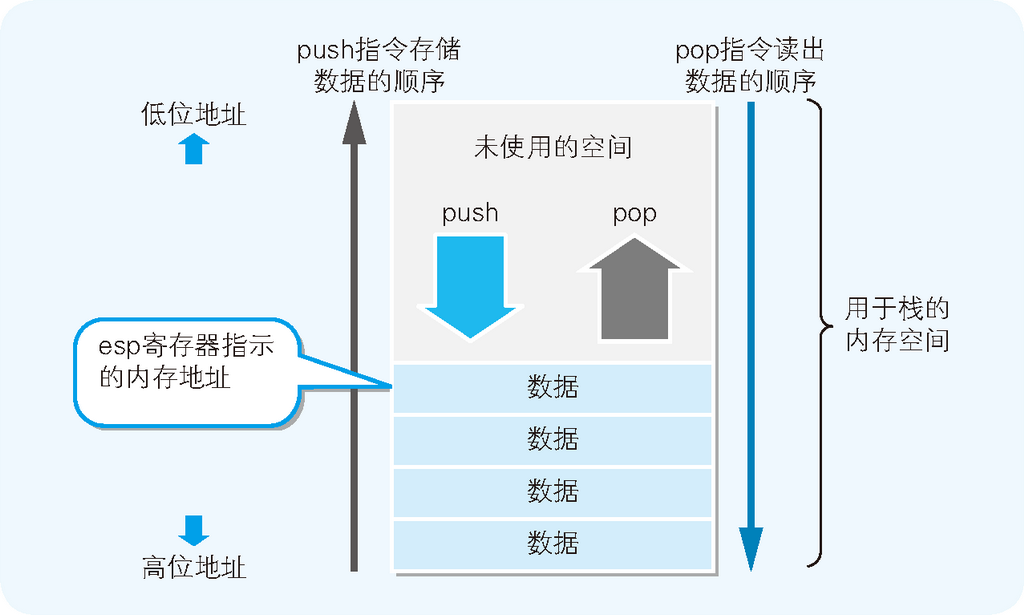 push指令存储
数据的顺序
pop指令读出
数据的顺序
低位地址
未使用的空间
push
pop
用于栈的
内存空间
esp寄存器指示
的内存地址
数据
数据
数据
数据
高位地址